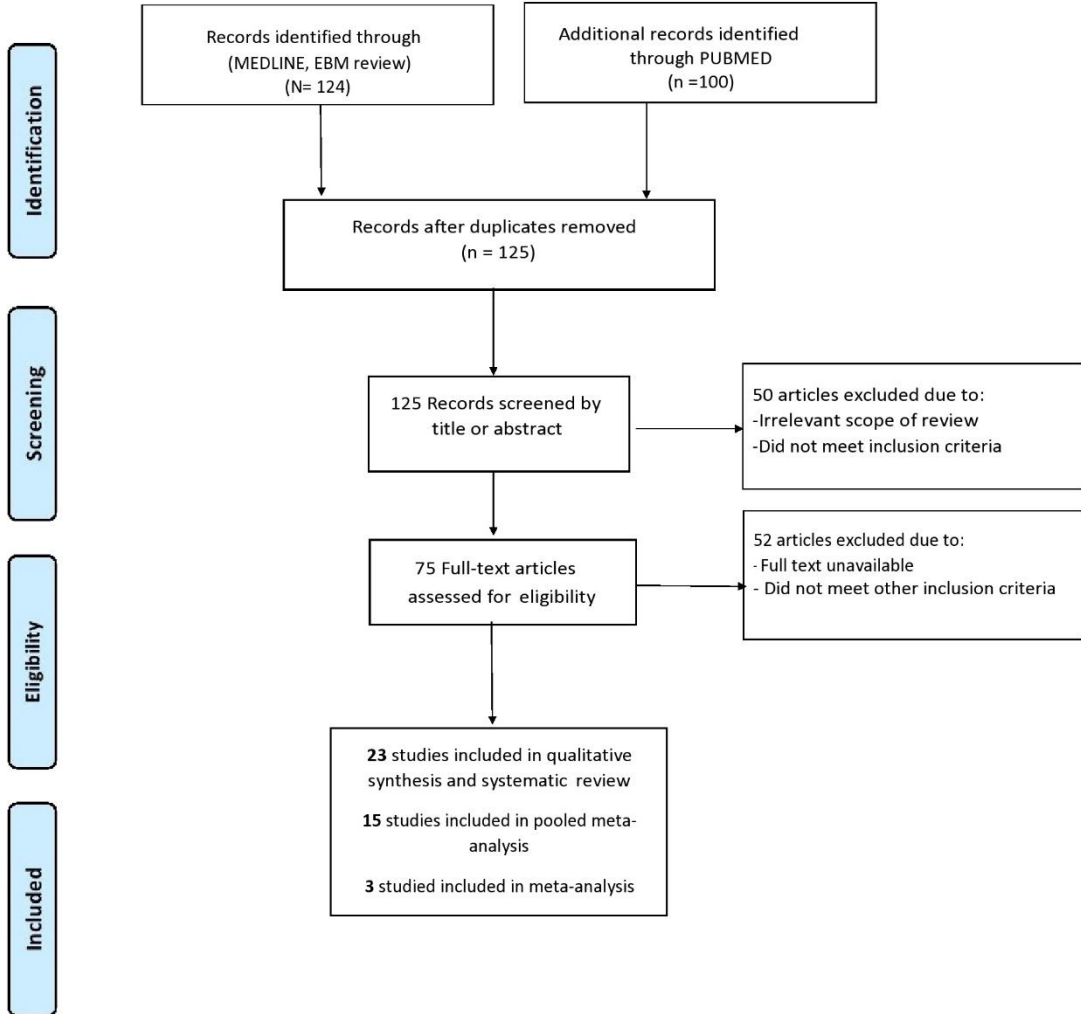 Records identified through
(MEDLINE, EBM review)
(N= 124)
Additional records identified
through PUBMED
(n =100)
Identification
Records after duplicates removed
(n = 125)
Screening
125 Records screened by
title or abstract
50 articles excluded due to:
-Irrelevant scope of review
-Did not meet inclusion criteria
Eligibility
75 Full-text articles
assessed for eligibility
52 articles excluded due to:
- Full text unavailable
- Did not meet other inclusion criteria
23 studies included in qualitative
synthesis and systematic review
15 studies included in pooled meta-
analysis
3 studied included in meta-analysis
Included